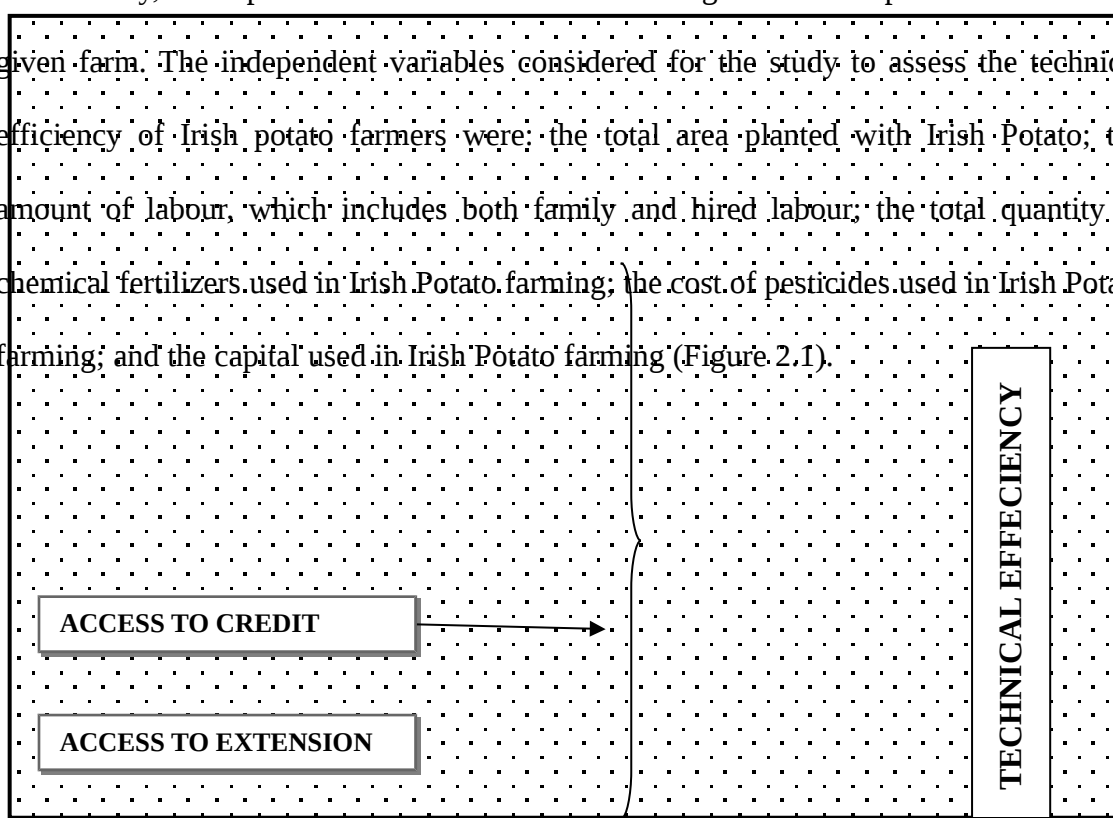 given farm. The independent variables considered for the study to assess the
efficiency of Irish potato farmers were: the total area planted with Irish Potato;
amount of labour, which includes both family and hired labour; the total quantity
chemical fertilizers used in Irish Potato farming; the cost of pesticides used in Irish
farming; and the capital used in Irish Potato farming (Figure 2.1).
TECHNICAL EFFECIENCY
ACCESS TO CREDIT
ACCESS TO EXTENSION